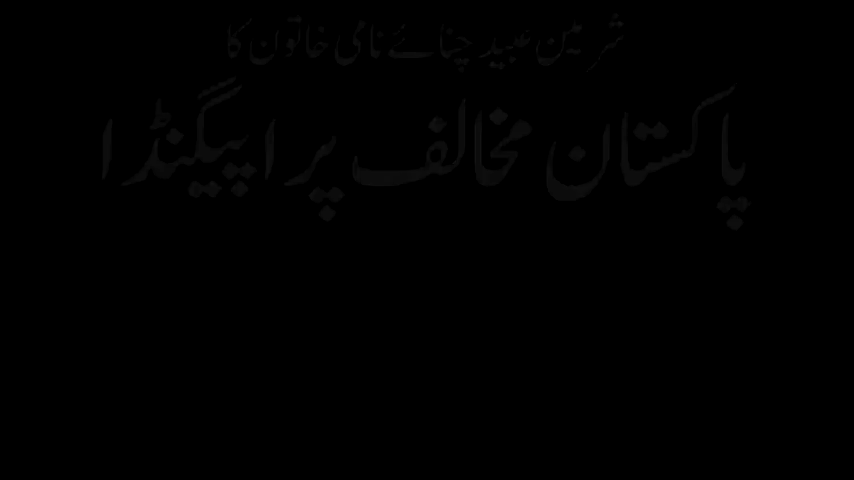 شرمین عبید چنائے نامی خاتون کا
پاکستان مخالف پراپیگنڈا